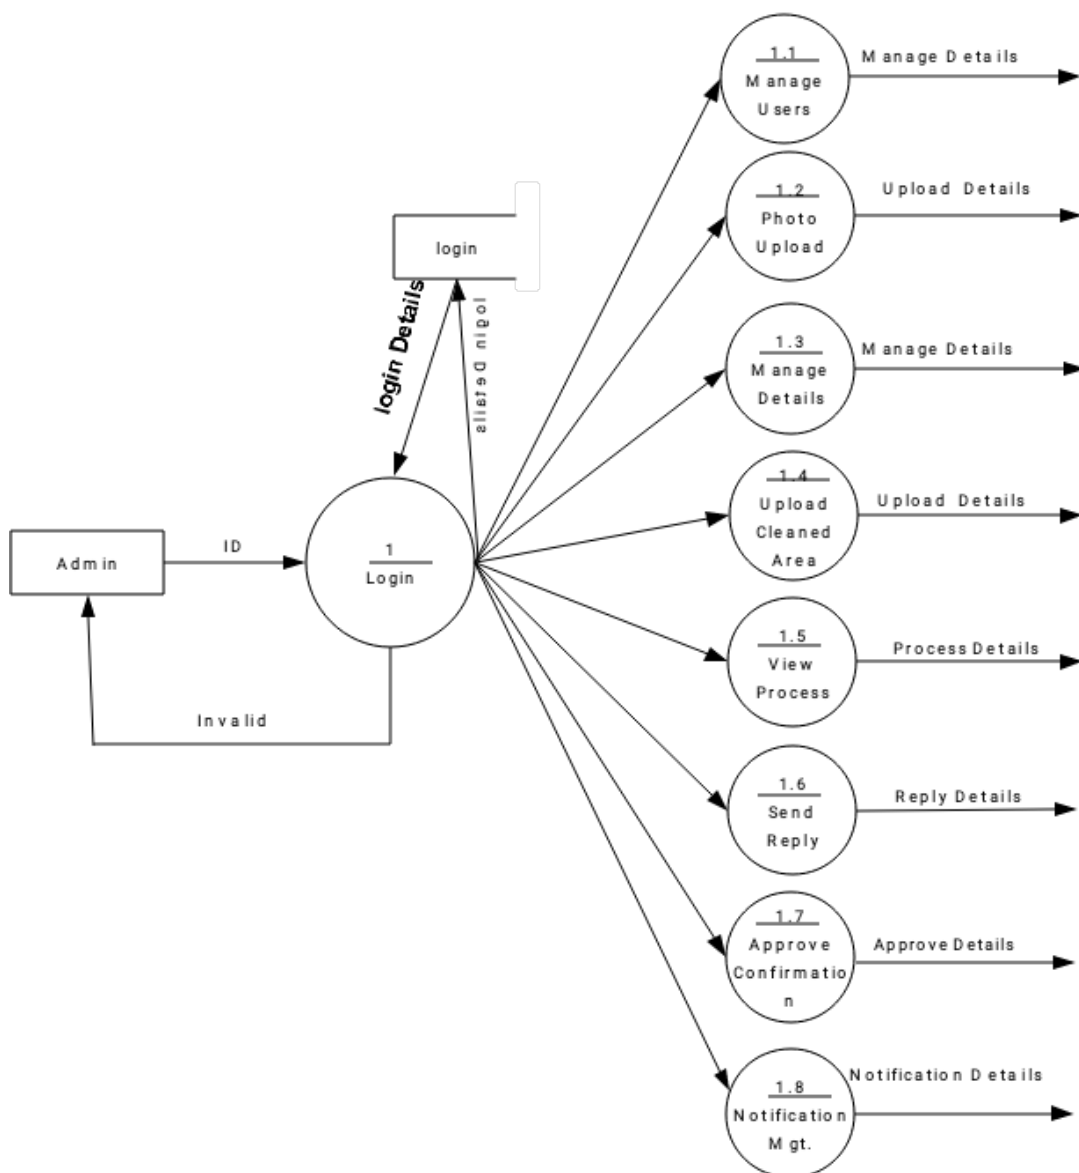 1.1
Manage
Users
Manage Details
1.2
Photo
Upload
Upload Details
login
login Details
login Details
1.3
Manage
Details
Manage Details
1.4
Upload
Cleaned
Area
Upload Details
Admin
ID
1
Login
Invalid
1.5
View
Process
Process Details
1.6
Send
Reply
Reply Details
1.7
Approve
Confirmatio
n
Approve Details
1.8
Notification
Mgt.
Notification Details